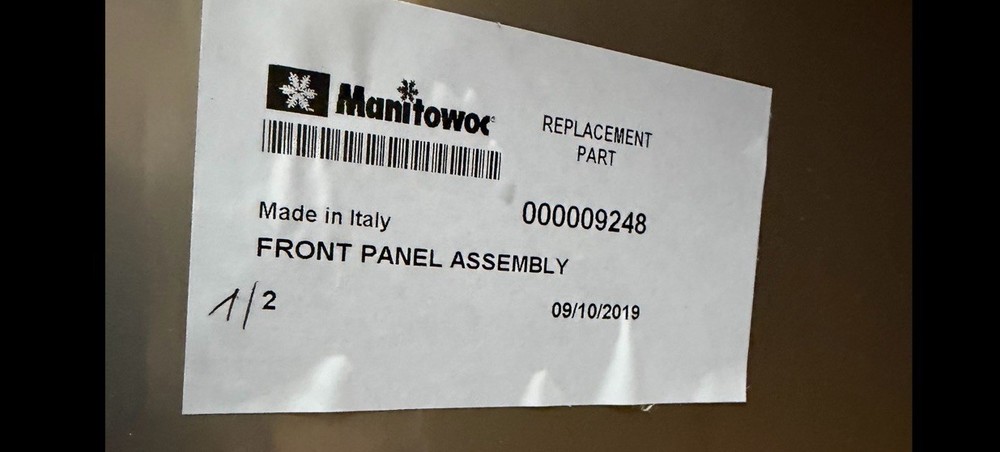 Manitowoc
REPLACEMENT
PART
Made in Italy
000009248
FRONT PANEL ASSEMBLY
1/2
09/10/2019